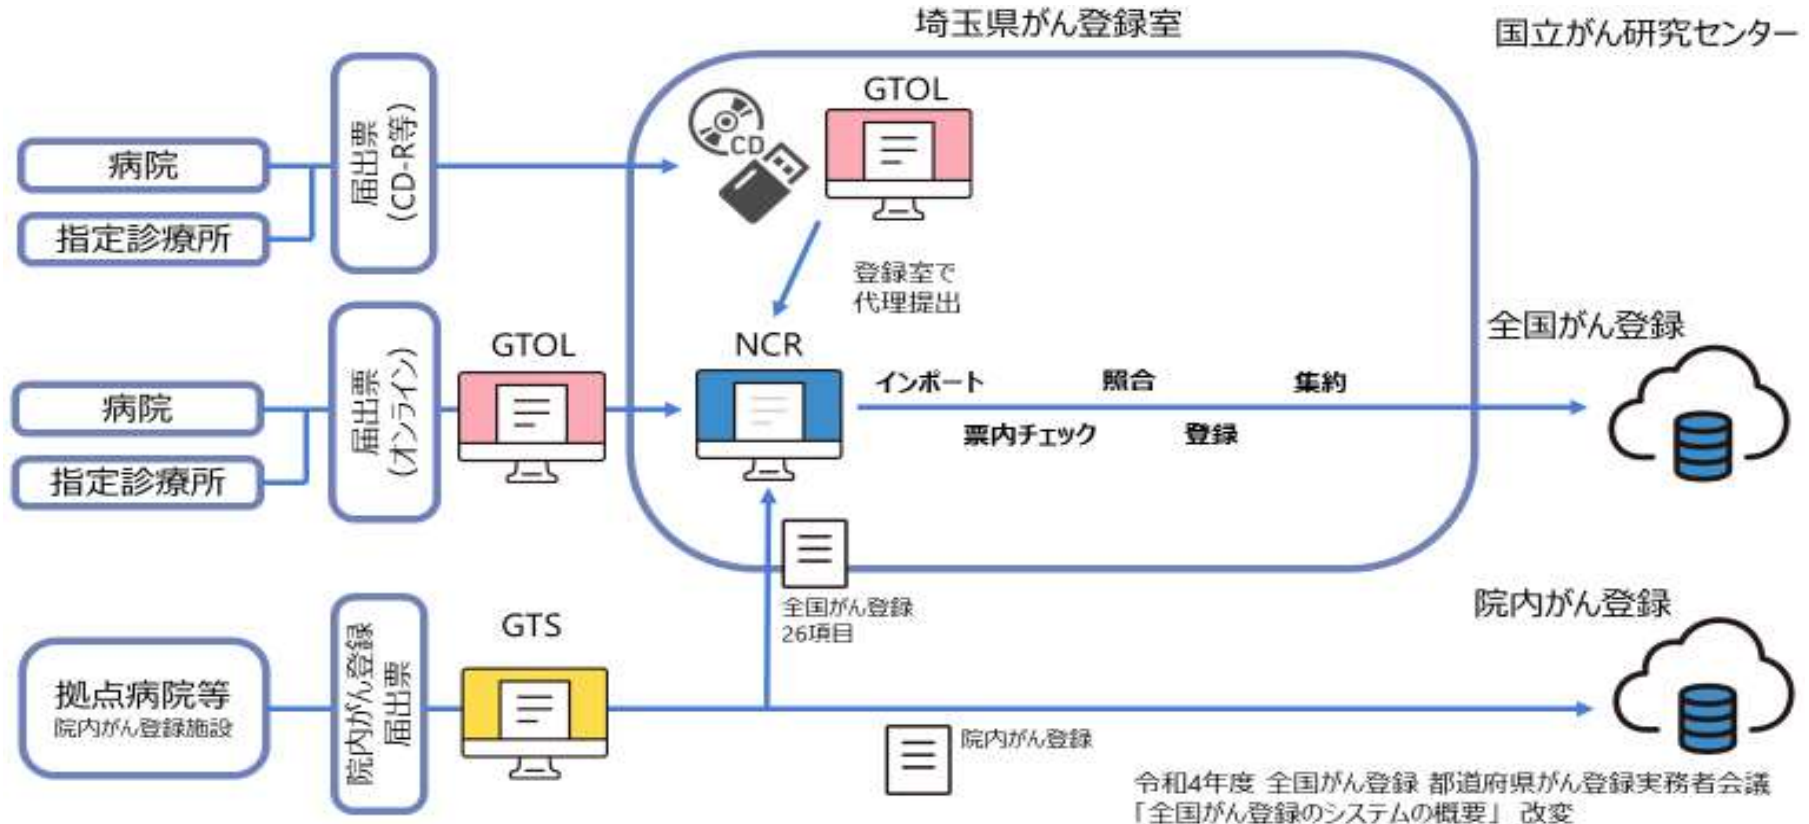 埼玉県がん登録室
国立がん研究センター
病院
指定診療所
届出票
(CD-R等)
CD
GTOL
登録室で
代理提出
病院
指定診療所
届出票
(オンライン)
GTOL
NCR
インポート
照合
集約
票内チェック
登録
全国がん登録
全国がん登録
26項目
拠点病院等
院内がん登録施設
院内がん登録
届出票
GTS
院内がん登録
院内がん登録
令和4年度 全国がん登録 都道府県がん登録実務者会議
「全国がん登録のシステムの概要」 改変